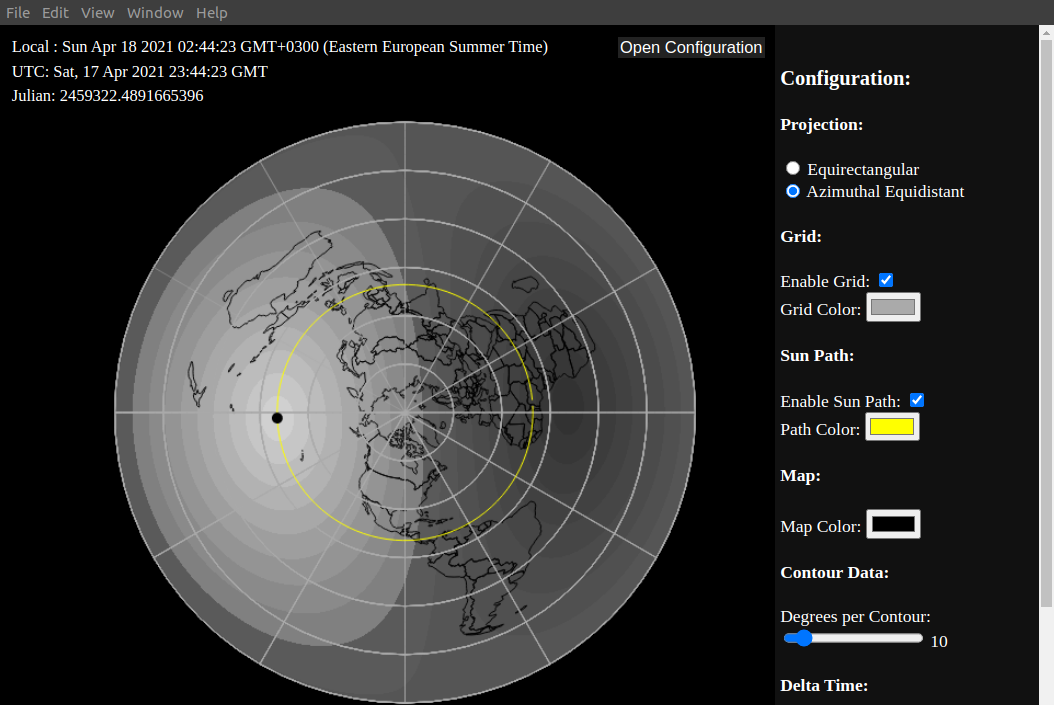 File Edit View Window Help
Local : Sun Apr 18 2021 02:44:23 GMT+0300 (Eastern European Summer Time)
Open Configuration
UTC: Sat, 17 Apr 2021 23:44:23 GMT
Julian: 2459322.4891665396
Configuration:
Projection:
Equirectangular
Azimuthal Equidistant
Grid:
Enable Grid:
Grid Color:
Sun Path:
Enable Sun Path:
Path Color:
Map:
Map Color:
Contour Data:
Degrees per Contour:
10
Delta Time: